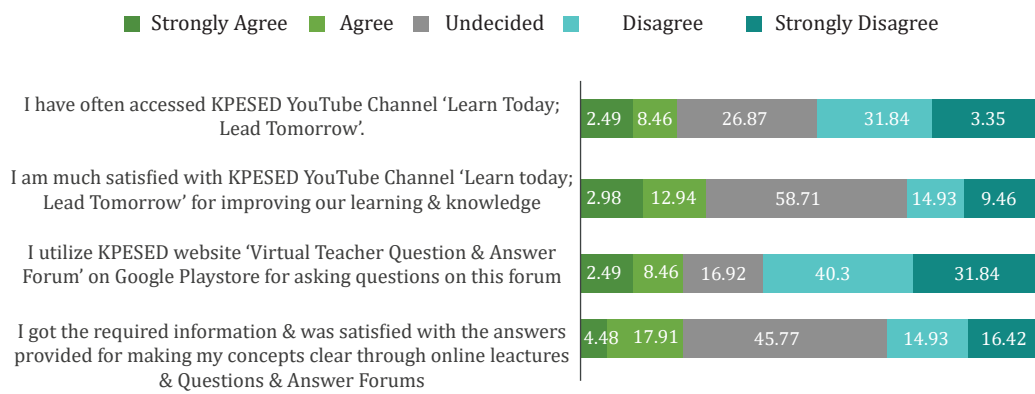 Strongly Agree Agree Undecided Disagree Strongly Disagree
I have often accessed KPESED YouTube Channel ‘Learn Today;
Lead Tomorrow’.
2.49 8.46 26.87 31.84 3.35
I am much satisfied with KPESED YouTube Channel ‘Learn today;
Lead Tomorrow’ for improving our learning & knowledge
2.98 12.94 58.71 14.93 9.46
I utilize KPESED website ‘Virtual Teacher Question & Answer
Forum’ on Google Playstore for asking questions on this forum
2.49 8.46 16.92 40.3 31.84
I got the required information & was satisfied with the answers
provided for making my concepts clear through online leactures
& Questions & Answer Forums
4.48 17.91 45.77 14.93 16.42